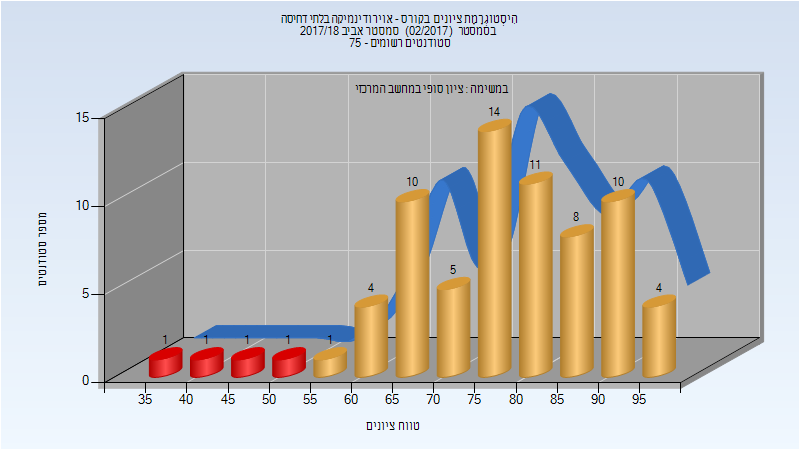 היסטוגרמת ציונים בקורס - אוירודינמיקה בלתי דחיסה
בסמסטר (02/2017) סמסטר אביב 2017/18
סטודנטים רשומים - 75
במשימה : ציון סופי במחשב המרכזי
15
10
5
0
מספר סטודנטים
1
1
1
1
1
4
10
5
14
11
8
10
4
35 40 45 50 55 60 65 70 75 80 85 90 95
טווח ציונים